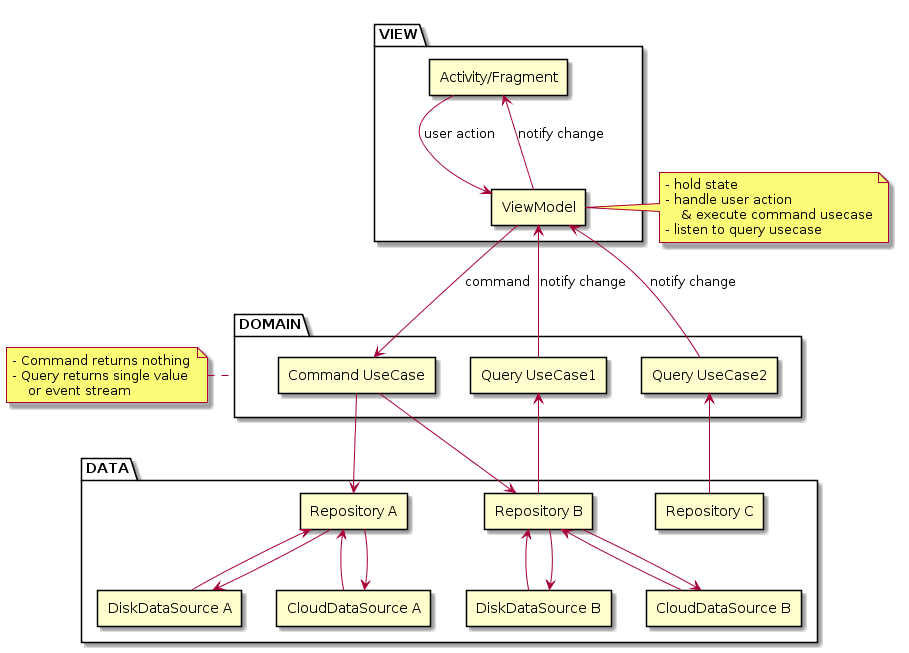 VIEW
Activity/Fragment
user action
notify change
ViewModel
- hold state
- handle user action
& execute command usecase
- listen to query usecase
command
notify change
notify change
DOMAIN
- Command returns nothing
- Query returns single value
or event stream
Command UseCase
Query UseCase1
Query UseCase2
DATA
Repository A
Repository B
Repository C
DiskDataSource A
CloudDataSource A
DiskDataSource B
CloudDataSource B